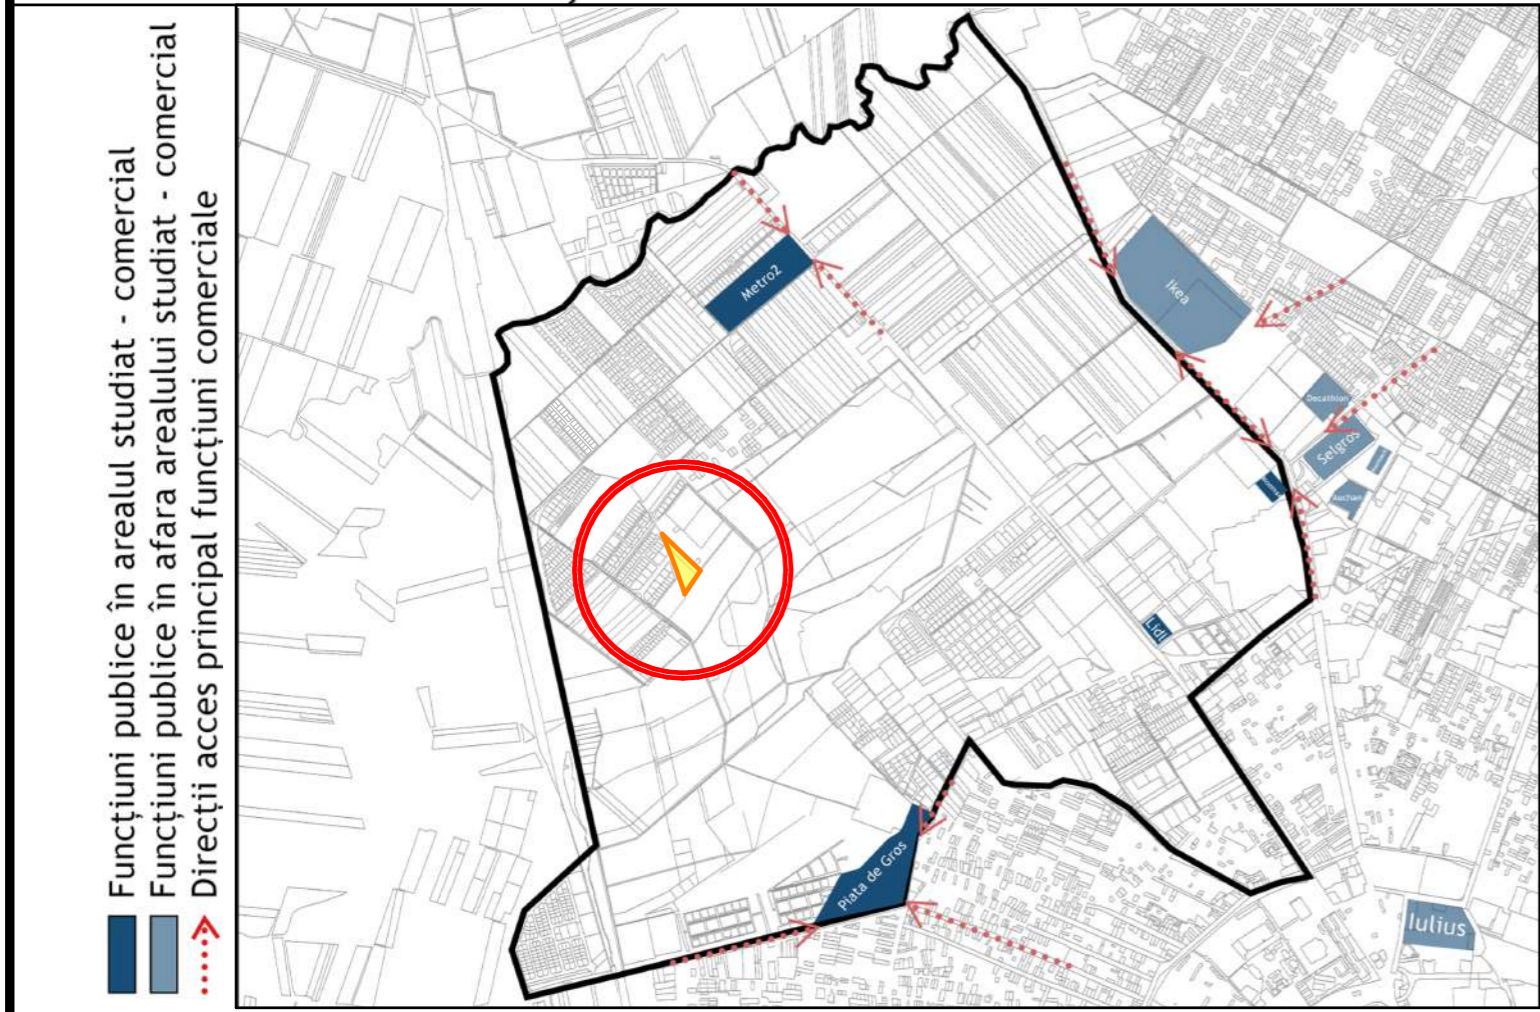 Funcțiuni publice în arealul studiat - comercial
Funcțiuni publice în afara arealului studiat - comercial
Direcții acces principal funcțiuni comerciale
Metro2
Ikea
Decathlon
Selgros
Auchan
Lidl
Piata de Gros
Iulius